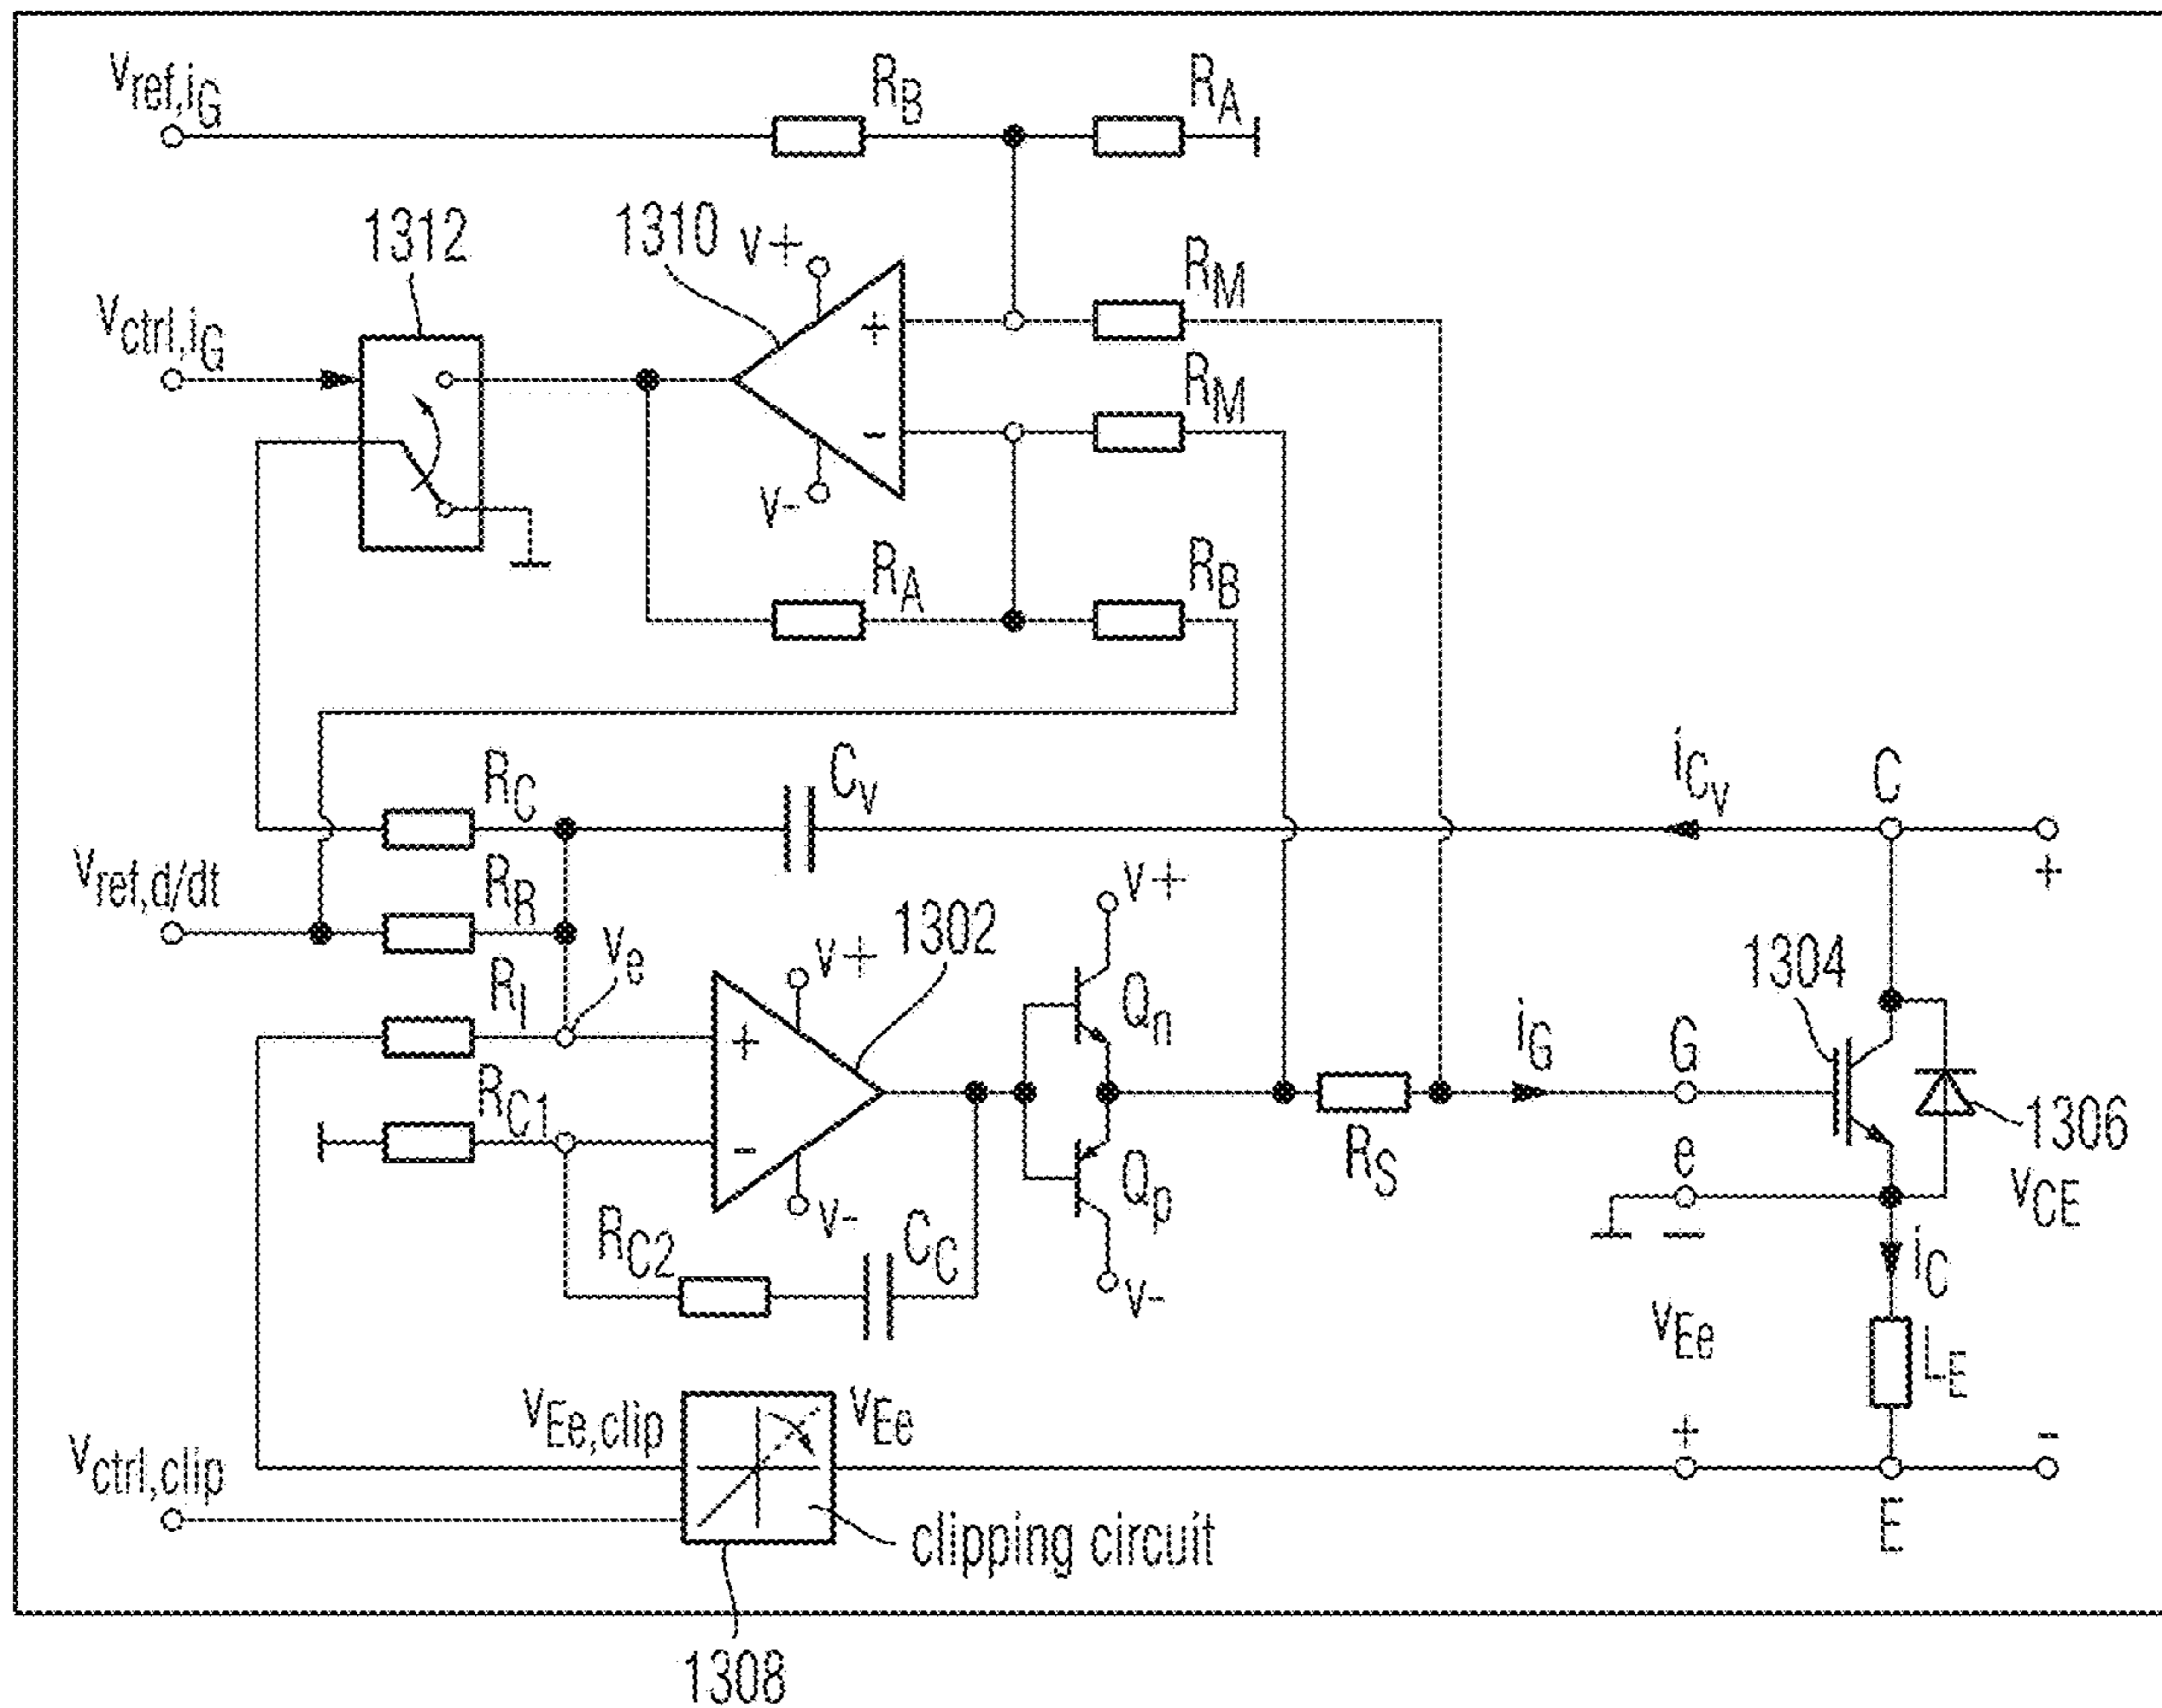 vref,iG
RB
RA
1312
1310
v+
RM
vctrl,iG
+
RM
-
v-
RA
RB
RC
Cv
iCv
C
vref,d/dt
RR
+
ve
1302
v+
v+
1304
RI
Qn
iG
G
+
RC1
-
1306
RS
e
vCE
Qp
v-
RC2
CC
v-
-
iC
vEe
LE
vEe,clip
vEe
vctrl,clip
+
-
clipping circuit
E
1308